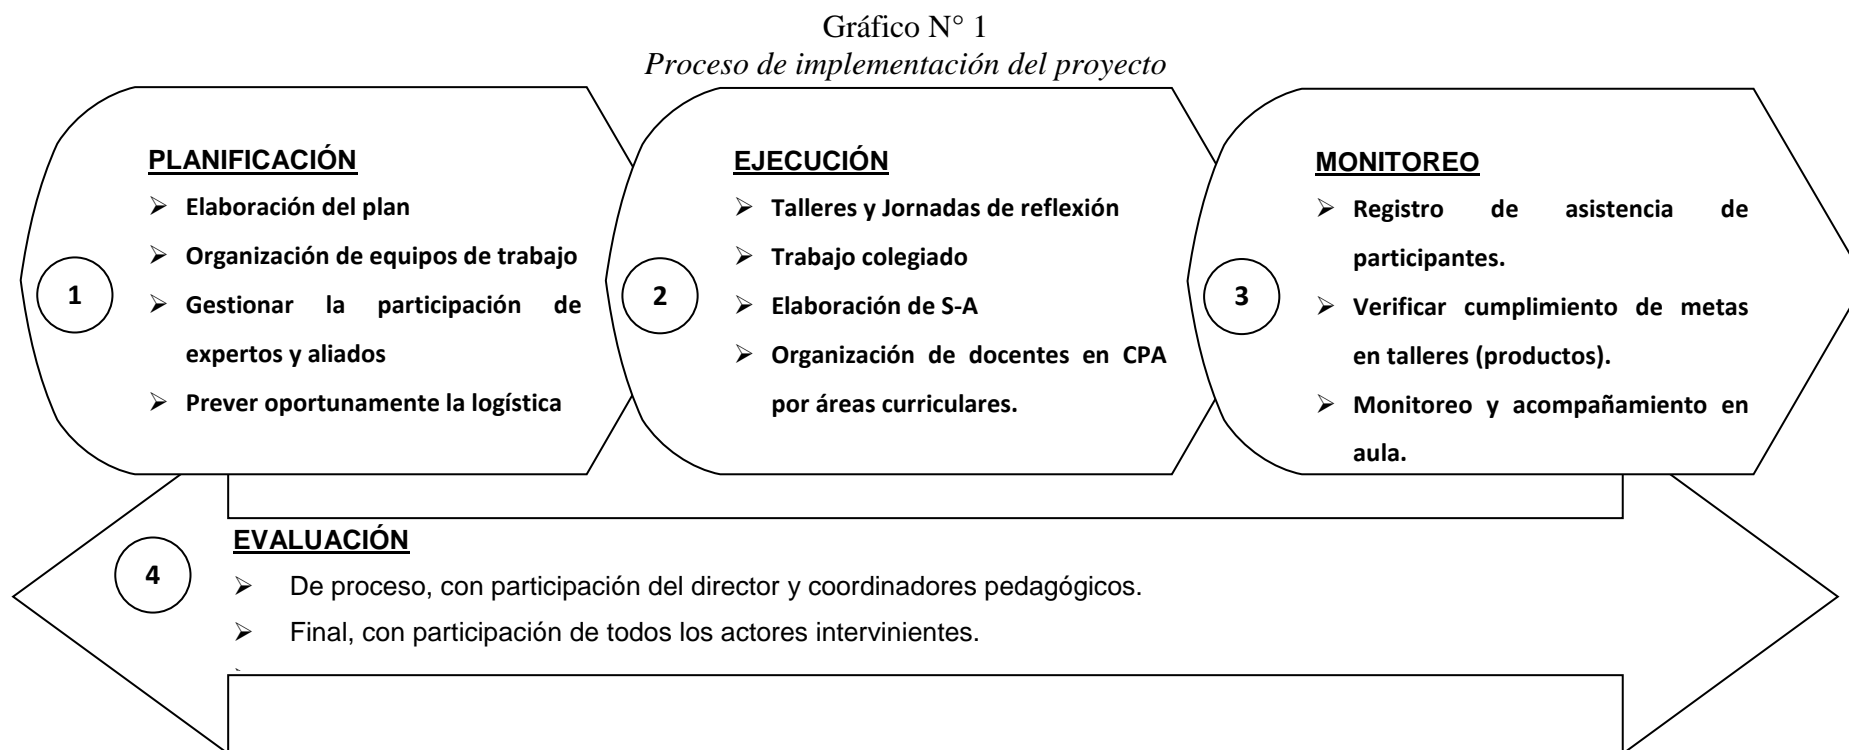 Gráfico N° 1
Proceso de implementación del proyecto
PLANIFICACIÓN
➢ Elaboración del plan
➢ Organización de equipos de trabajo
➢ Gestionar la participación de
expertos y aliados
➢ Prever oportunamente la logística
1
EJECUCIÓN
➢ Talleres y Jornadas de reflexión
➢ Trabajo colegiado
➢ Elaboración de S-A
➢ Organización de docentes en CPA
por áreas curriculares.
2
MONITOREO
➢ Registro de asistencia de
participantes.
➢ Verificar cumplimiento de metas
en talleres (productos).
➢ Monitoreo y acompañamiento en
aula.
3
EVALUACIÓN
➢ De proceso, con participación del director y coordinadores pedagógicos.
➢ Final, con participación de todos los actores intervinientes.
4